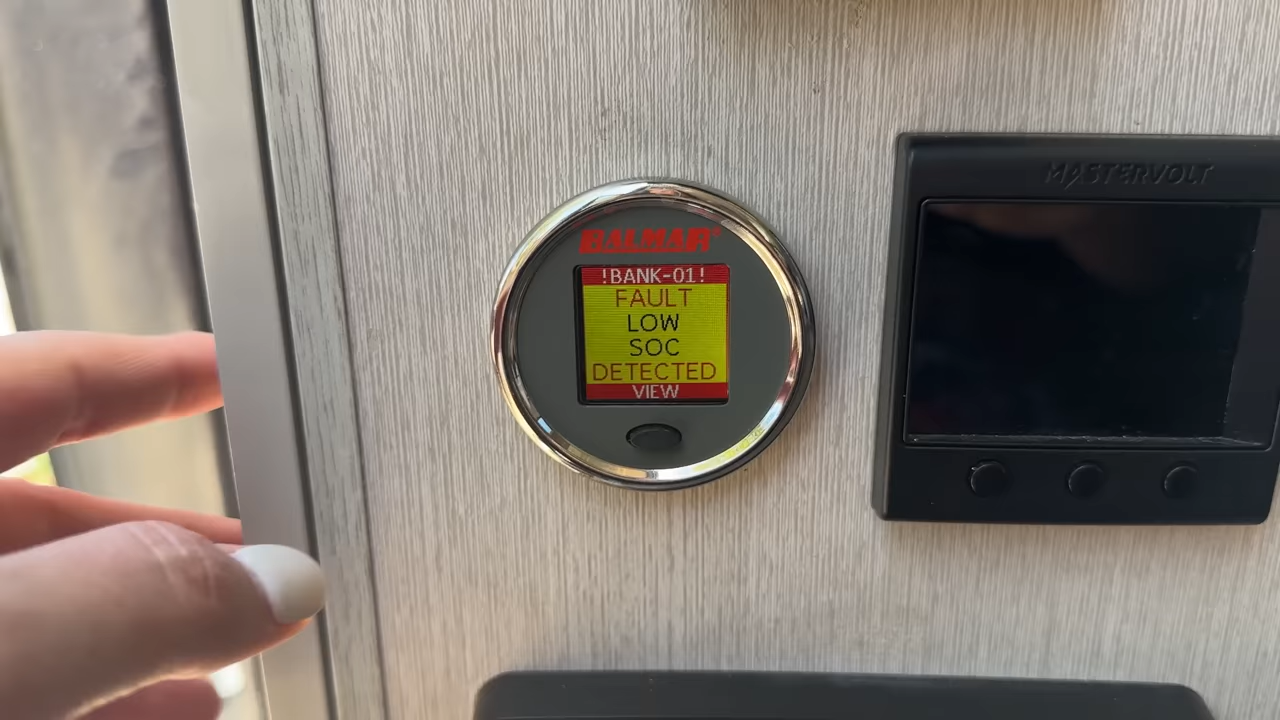 BALMAR®
!BANK-01!
FAULT
LOW
SOC
DETECTED
VIEW
MASTERVOLT